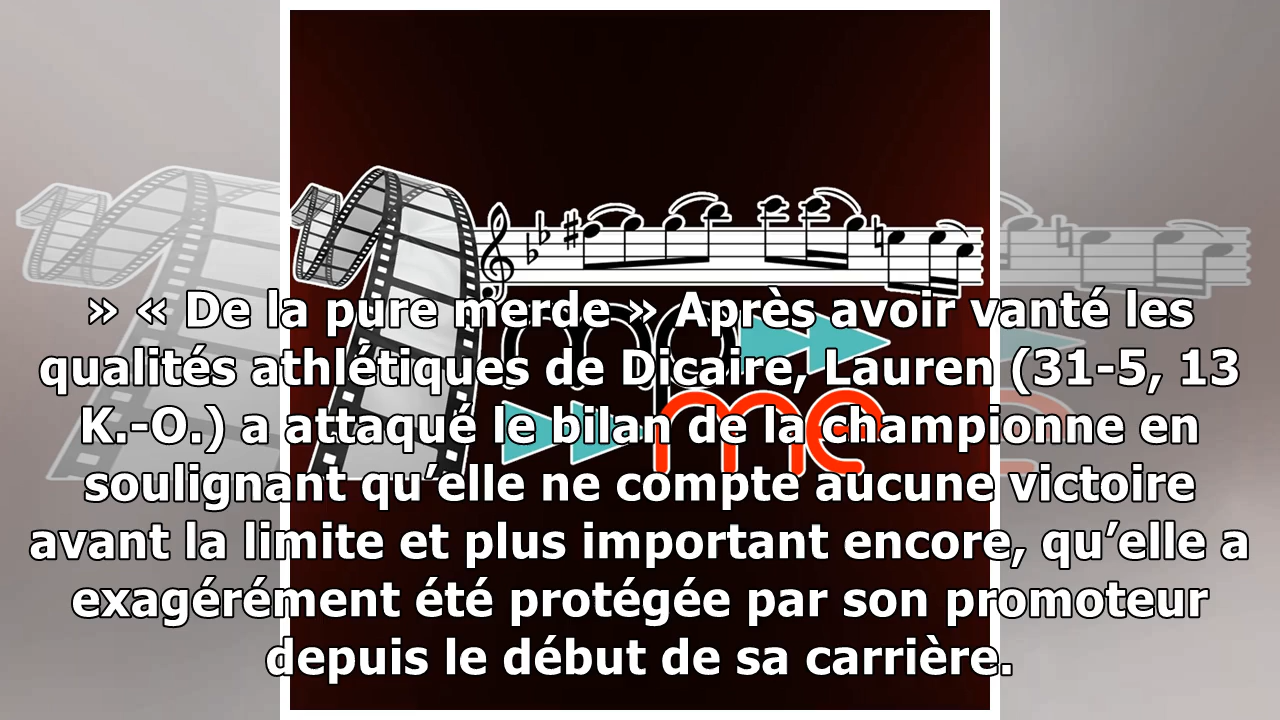 » « De la pure merde » Après avoir vanté les
qualités athlétiques de Dicaire, Lauren (31-5, 13
K.-O.) a attaqué le bilan de la championne en
soulignant qu’elle ne compte aucune victoire
avant la limite et plus important encore, qu’elle a
exagérément été protégée par son promoteur
depuis le début de sa carrière.
me